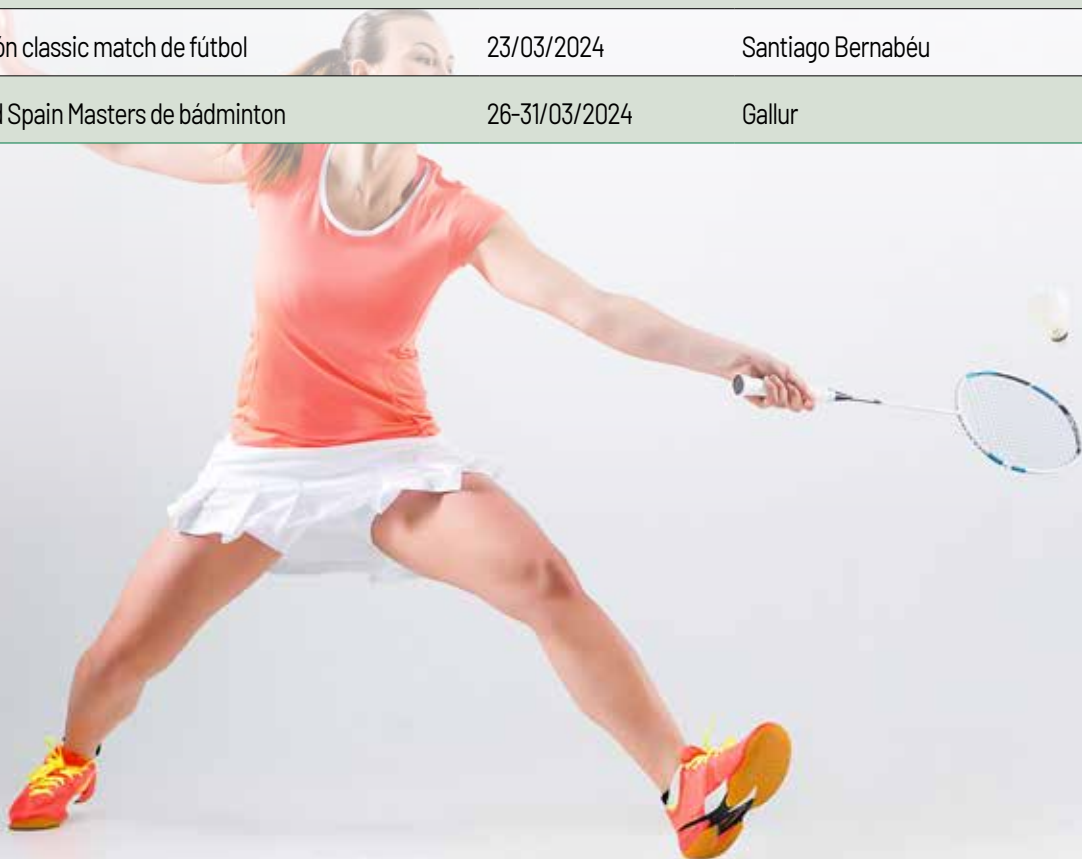 ón classic match de fútbol 23/03/2024 Santiago Bernabéu
d Spain Masters de bádminton 26-31/03/2024 Gallur